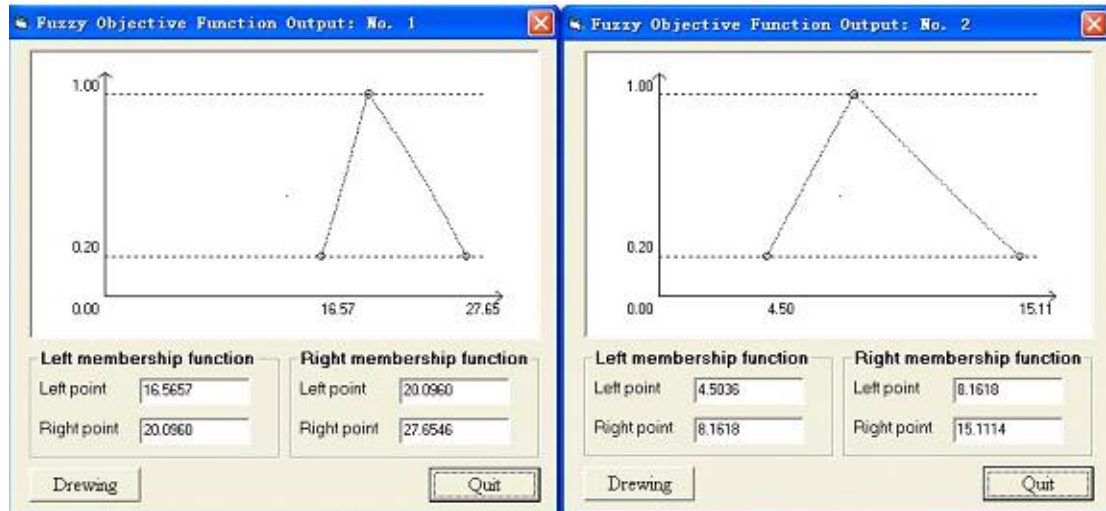 Fuzzy Objective Function Output: No. 1
1.00
0.20
0.00 16.57 27.65
Left membership function
Left point 16.5657
Right point 20.0960
Right membership function
Left point 20.0960
Right point 27.6546
Drewing Quit
Fuzzy Objective Function Output: No. 2
1.00
0.20
0.00 4.50 15.11
Left membership function
Left point 4.5036
Right point 8.1618
Right membership function
Left point 8.1618
Right point 15.1114
Drewing Quit